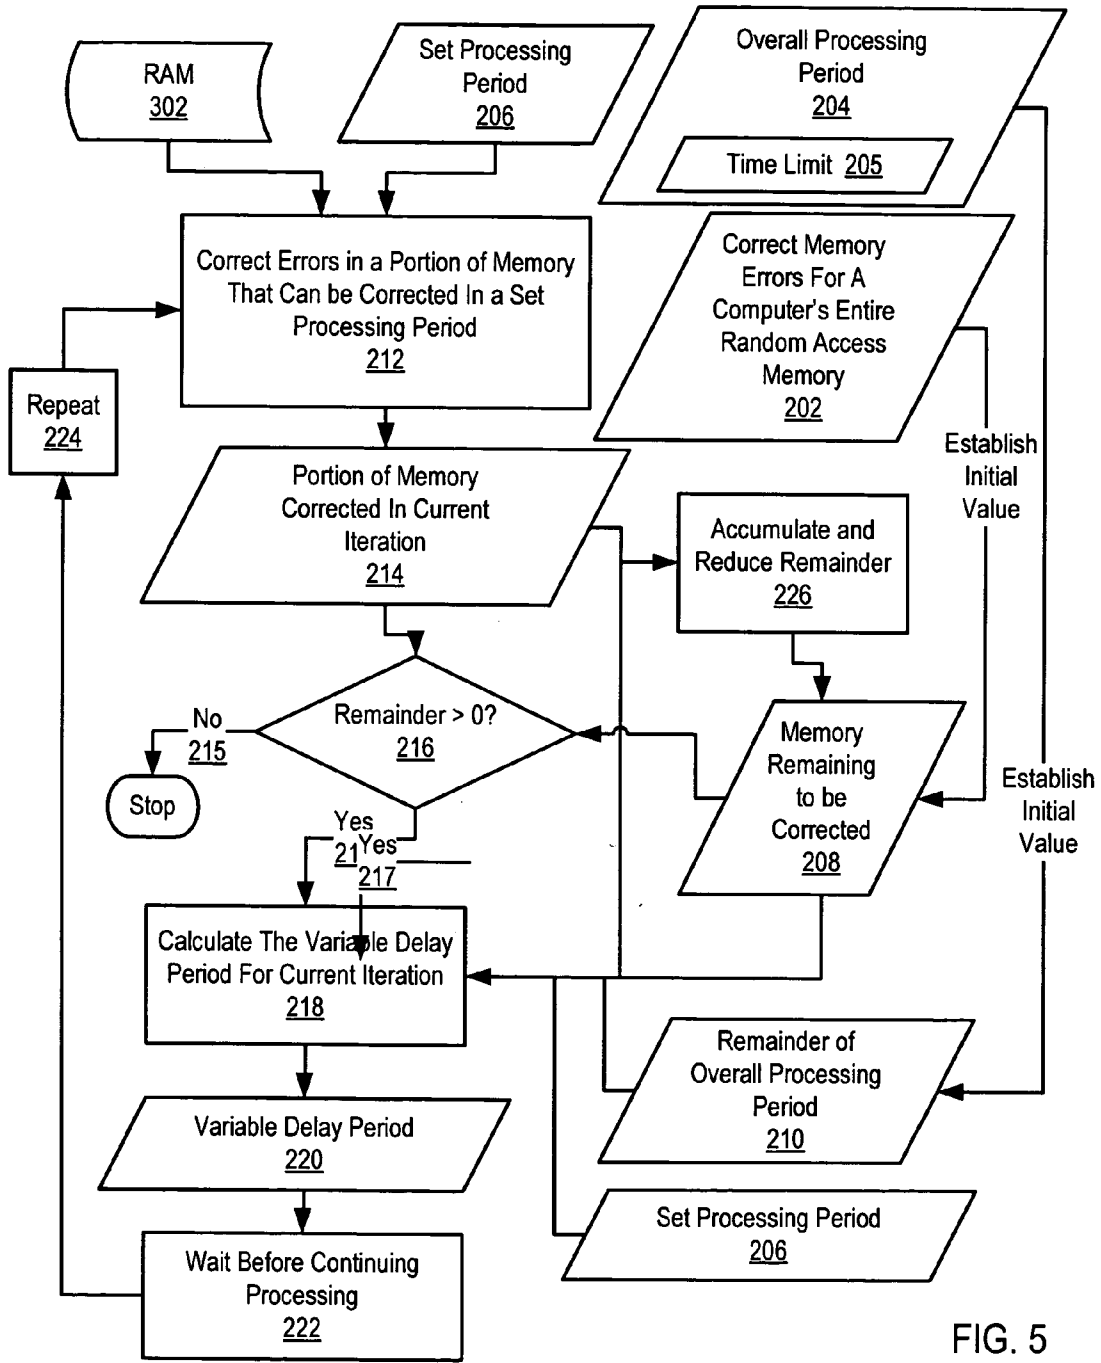 RAM
302
Set Processing
Period
206
Overall Processing
Period
204
Time Limit 205
Correct Errors in a Portion of Memory
That Can be Corrected In a Set
Processing Period
212
Correct Memory
Errors For A
Computer's Entire
Random Access
Memory
202
Repeat
224
Establish
Initial
Value
Portion of Memory
Corrected In Current
Iteration
214
Accumulate and
Reduce Remainder
226
Remainder > 0?
216
No
215
Stop
Memory
Remaining
to be
Corrected
208
Establish
Initial
Value
Yes
21
Yes
217
Calculate The Variable Delay
Period For Current Iteration
218
Remainder of
Overall Processing
Period
210
Variable Delay Period
220
Set Processing Period
206
Wait Before Continuing
Processing
222
FIG. 5